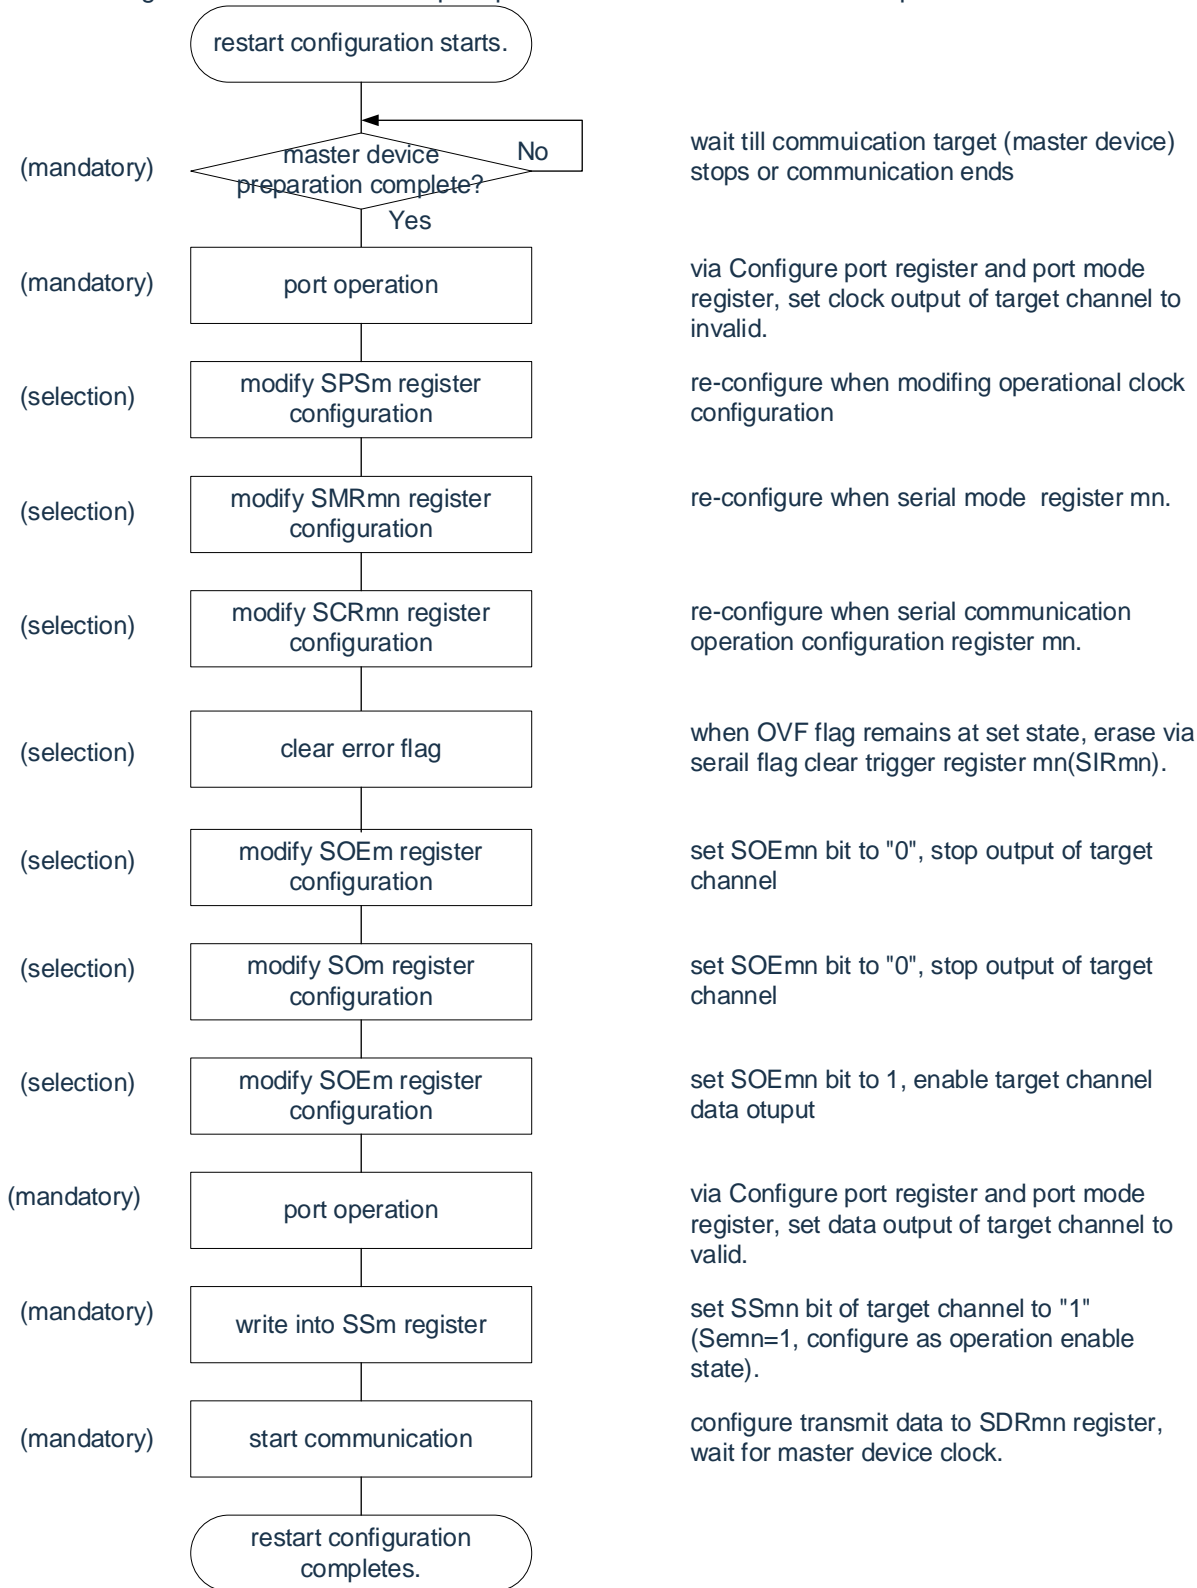 restart configuration starts.
master device
preparation complete?
No
Yes
(mandatory)
wait till commuication target (master device)
stops or communication ends
(mandatory)
port operation
via Configure port register and port mode
register, set clock output of target channel to
invalid.
(selection)
modify SPSm register
configuration
re-configure when modifing operational clock
configuration
(selection)
modify SMRmn register
configuration
re-configure when serial mode  register mn.
(selection)
modify SCRmn register
configuration
re-configure when serial communication
operation configuration register mn.
(selection)
clear error flag
when OVF flag remains at set state, erase via
serail flag clear trigger register mn(SIRmn).
(selection)
modify SOEm register
configuration
set SOEmn bit to "0", stop output of target
channel
(selection)
modify SOm register
configuration
set SOEmn bit to "0", stop output of target
channel
(selection)
modify SOEm register
configuration
set SOEmn bit to 1, enable target channel
data otuput
(mandatory)
port operation
via Configure port register and port mode
register, set data output of target channel to
valid.
(mandatory)
write into SSm register
set SSmn bit of target channel to "1"
(Semn=1, configure as operation enable
state).
(mandatory)
start communication
configure transmit data to SDRmn register,
wait for master device clock.
restart configuration
completes.